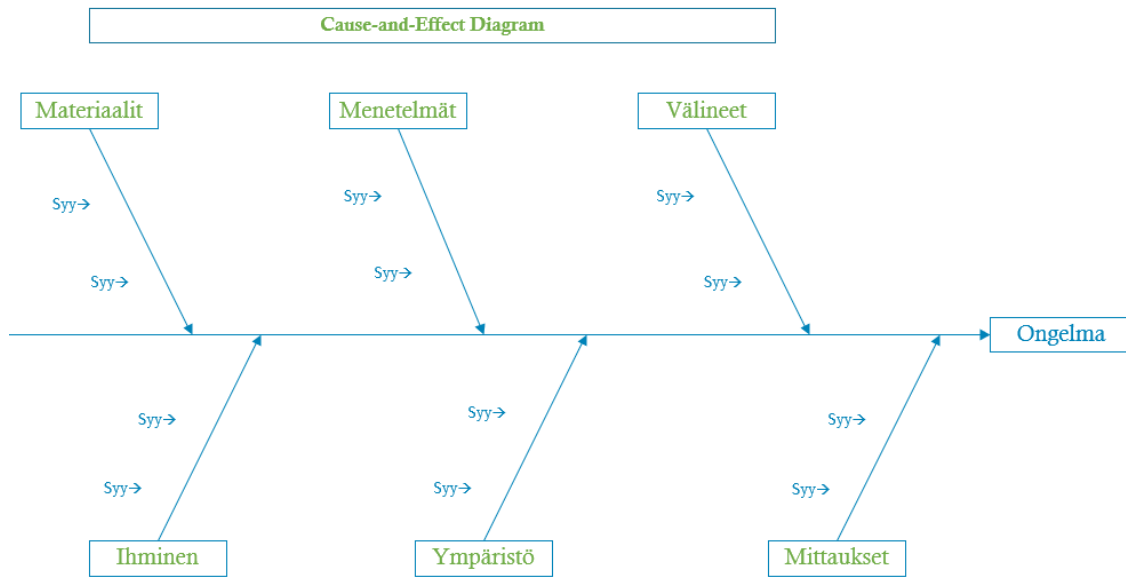 Cause-and-Effect Diagram
Materiaalit
Menetelmät
Välineet
Syy→
Syy→
Syy→
Syy→
Syy→
Syy→
Ongelma
Syy→
Syy→
Syy→
Syy→
Syy→
Syy→
Ihminen
Ympäristö
Mittaukset